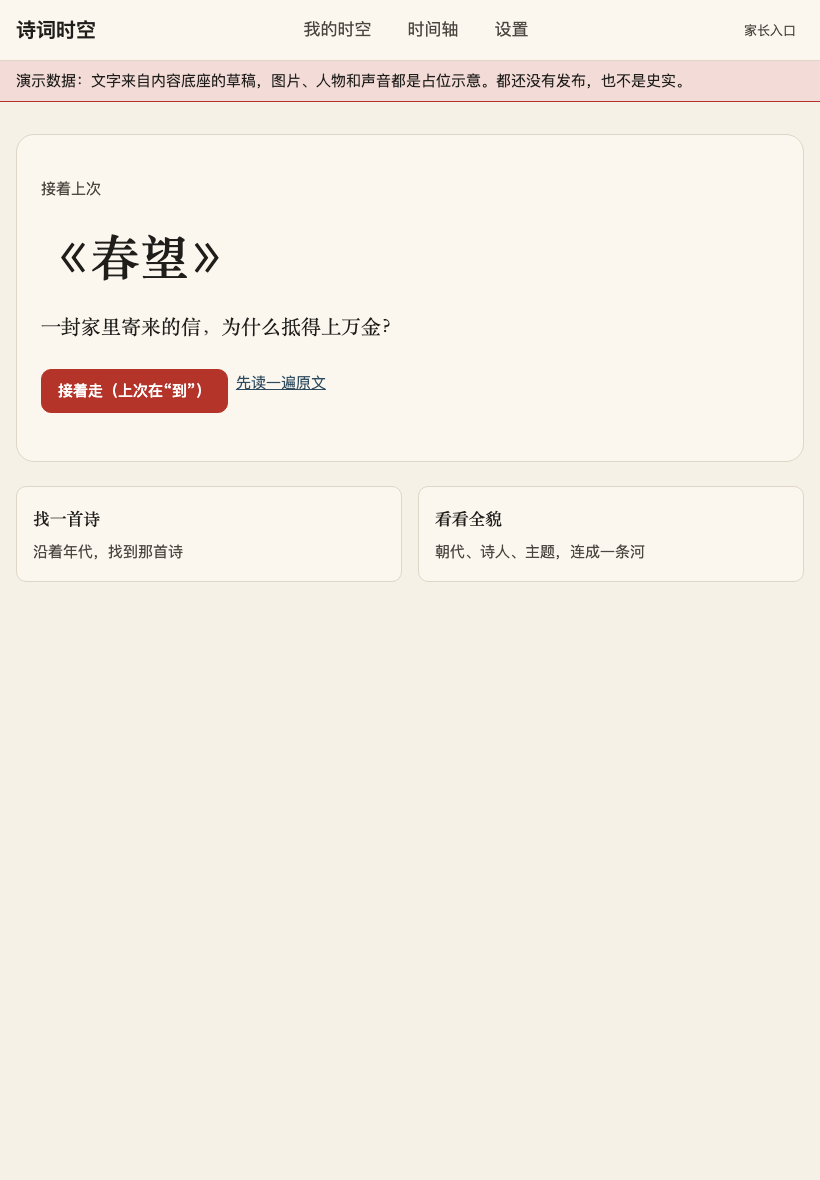 诗词时空
我的时空 时间轴 设置
家长入口
演示数据：文字来自内容底座的草稿，图片、人物和声音都是占位示意。都还没有发布，也不是史实。
接着上次
《春望》
一封家里寄来的信，为什么抵得上万金？
接着走（上次在“到”） 先读一遍原文
找一首诗
沿着年代，找到那首诗
看看全貌
朝代、诗人、主题，连成一条河